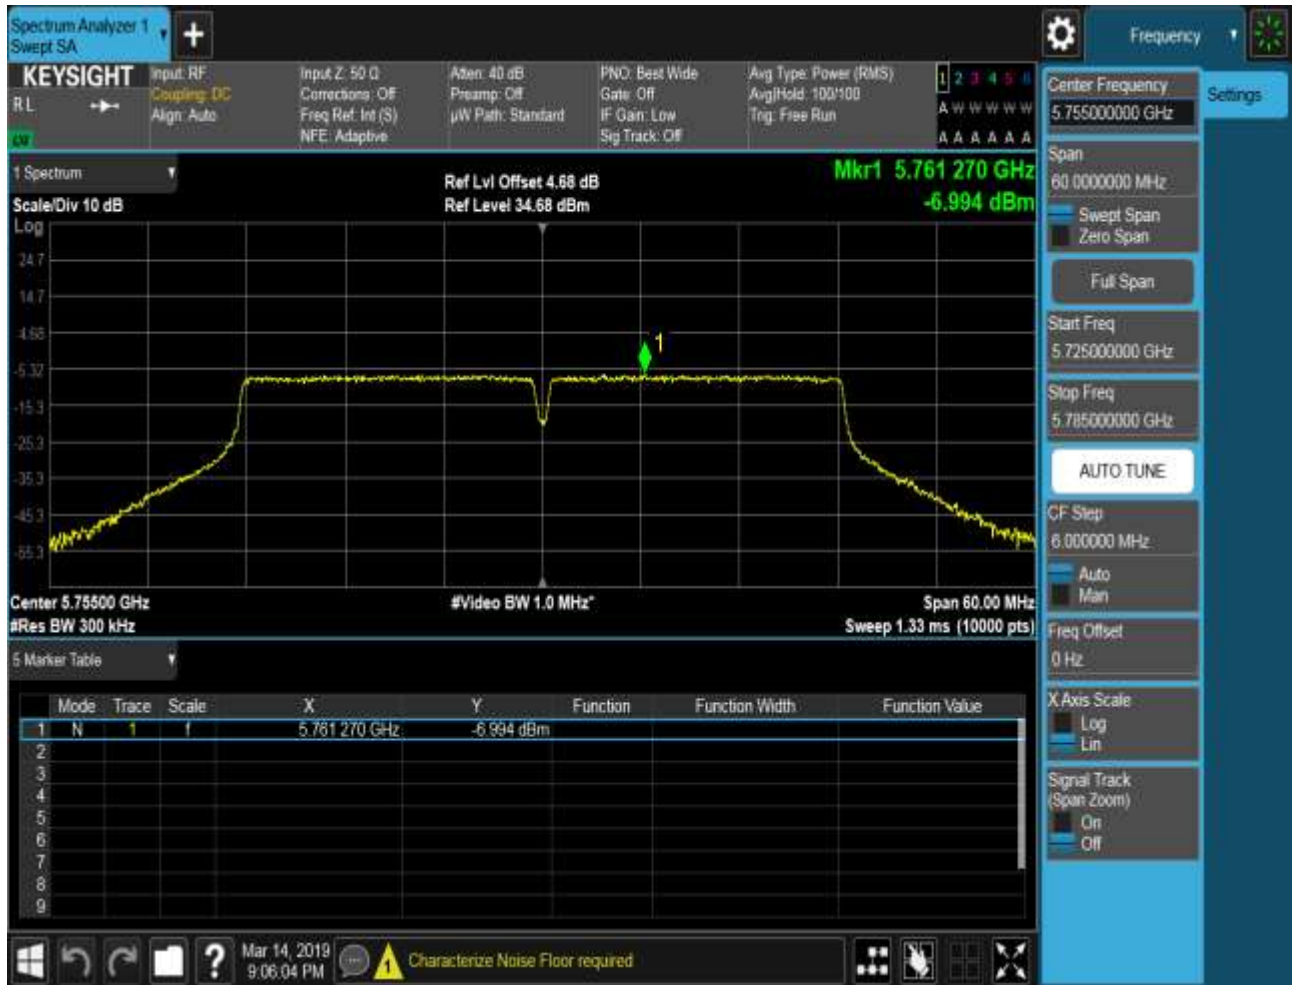 Spectrum Analyzer 1
Swept SA
+
Frequency
KEYSIGHT
RL
Input: RF
Coupling: DC
Align: Auto
Input Z: 50 Ω
Corrections: Off
Freq Ref: Int (S)
NFE: Adaptive
Atten: 40 dB
Preamp: Off
µW Path: Standard
PNO: Best Wide
Gate: Off
IF Gain: Low
Sig Track: Off
Avg Type: Power (RMS)
Avg|Hold: 100/100
Trig: Free Run
1 2 3 4 5 6
A W W W W W
A A A A A A
1 Spectrum
Scale/Div 10 dB
Ref Lvl Offset 4.68 dB
Ref Level 34.68 dBm
Mkr1 5.761 270 GHz
-6.994 dBm
Log
24.7
14.7
4.68
-5.32
-15.3
-25.3
-35.3
-45.3
-55.3
1
Center 5.75500 GHz
#Res BW 300 kHz
#Video BW 1.0 MHz*
Span 60.00 MHz
Sweep 1.33 ms (10000 pts)
5 Marker Table
Mode Trace Scale X Y Function Function Width Function Value
1 N 1 f 5.761 270 GHz -6.994 dBm
2
3
4
5
6
7
8
9
Mar 14, 2019
9:06:04 PM
?
1
Characterize Noise Floor required
Center Frequency
5.755000000 GHz
Settings
Span
60.0000000 MHz
Swept Span
Zero Span
Full Span
Start Freq
5.725000000 GHz
Stop Freq
5.785000000 GHz
AUTO TUNE
CF Step
6.000000 MHz
Auto
Man
Freq Offset
0 Hz
X Axis Scale
Log
Lin
Signal Track
(Span Zoom)
On
Off